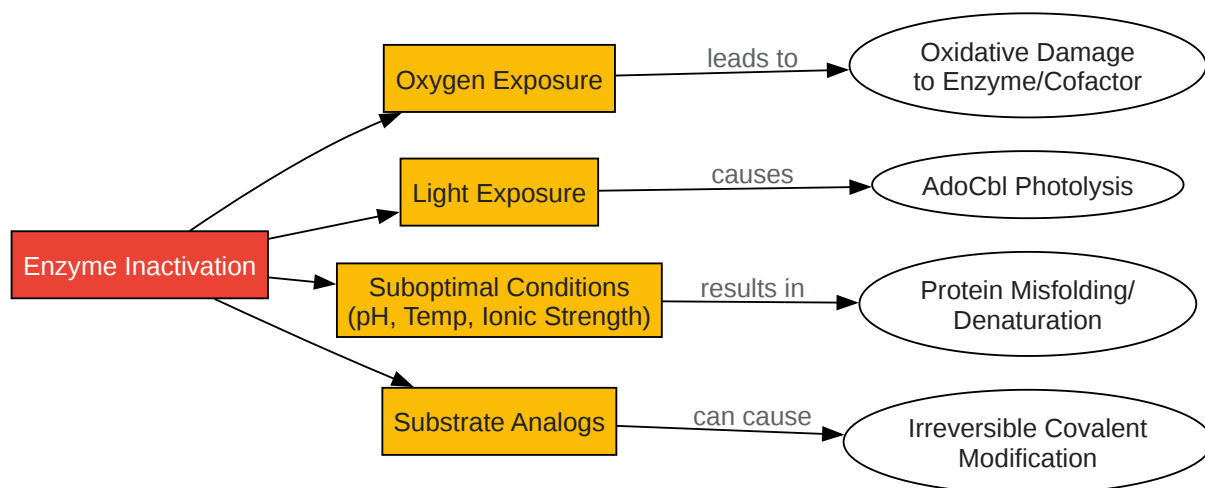 Enzyme Inactivation
Oxygen Exposure
leads to
Oxidative Damage
to Enzyme/Cofactor
Light Exposure
causes
AdoCbl Photolysis
Suboptimal Conditions
(pH, Temp, Ionic Strength)
results in
Protein Misfolding/
Denaturation
Substrate Analogs
can cause
Irreversible Covalent
Modification